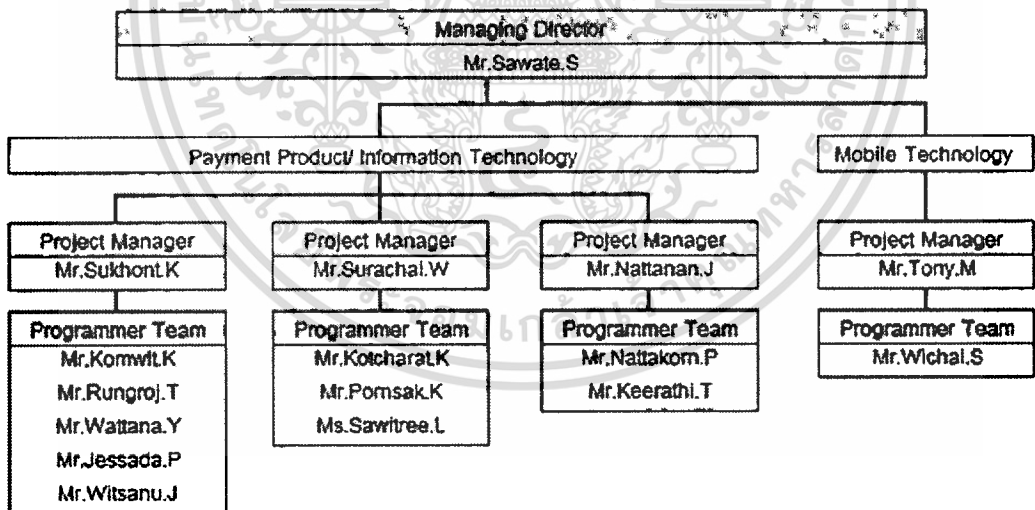 Managing Director
Mr.Sawate.S
Payment Product/ Information Technology
Mobile Technology
Project Manager
Mr.Sukhont.K
Project Manager
Mr.Surachai.W
Project Manager
Mr.Nattanan.J
Project Manager
Mr.Tony.M
Programmer Team
Mr.Komwit.K
Mr.Rungroj.T
Mr.Wattana.Y
Mr.Jessada.P
Mr.Witsanu.J
Programmer Team
Mr.Kotcharat.K
Mr.Pornsak.K
Ms.Sawitree.L
Programmer Team
Mr.Nattakorn.P
Mr.Keerathi.T
Programmer Team
Mr.Wichai.S